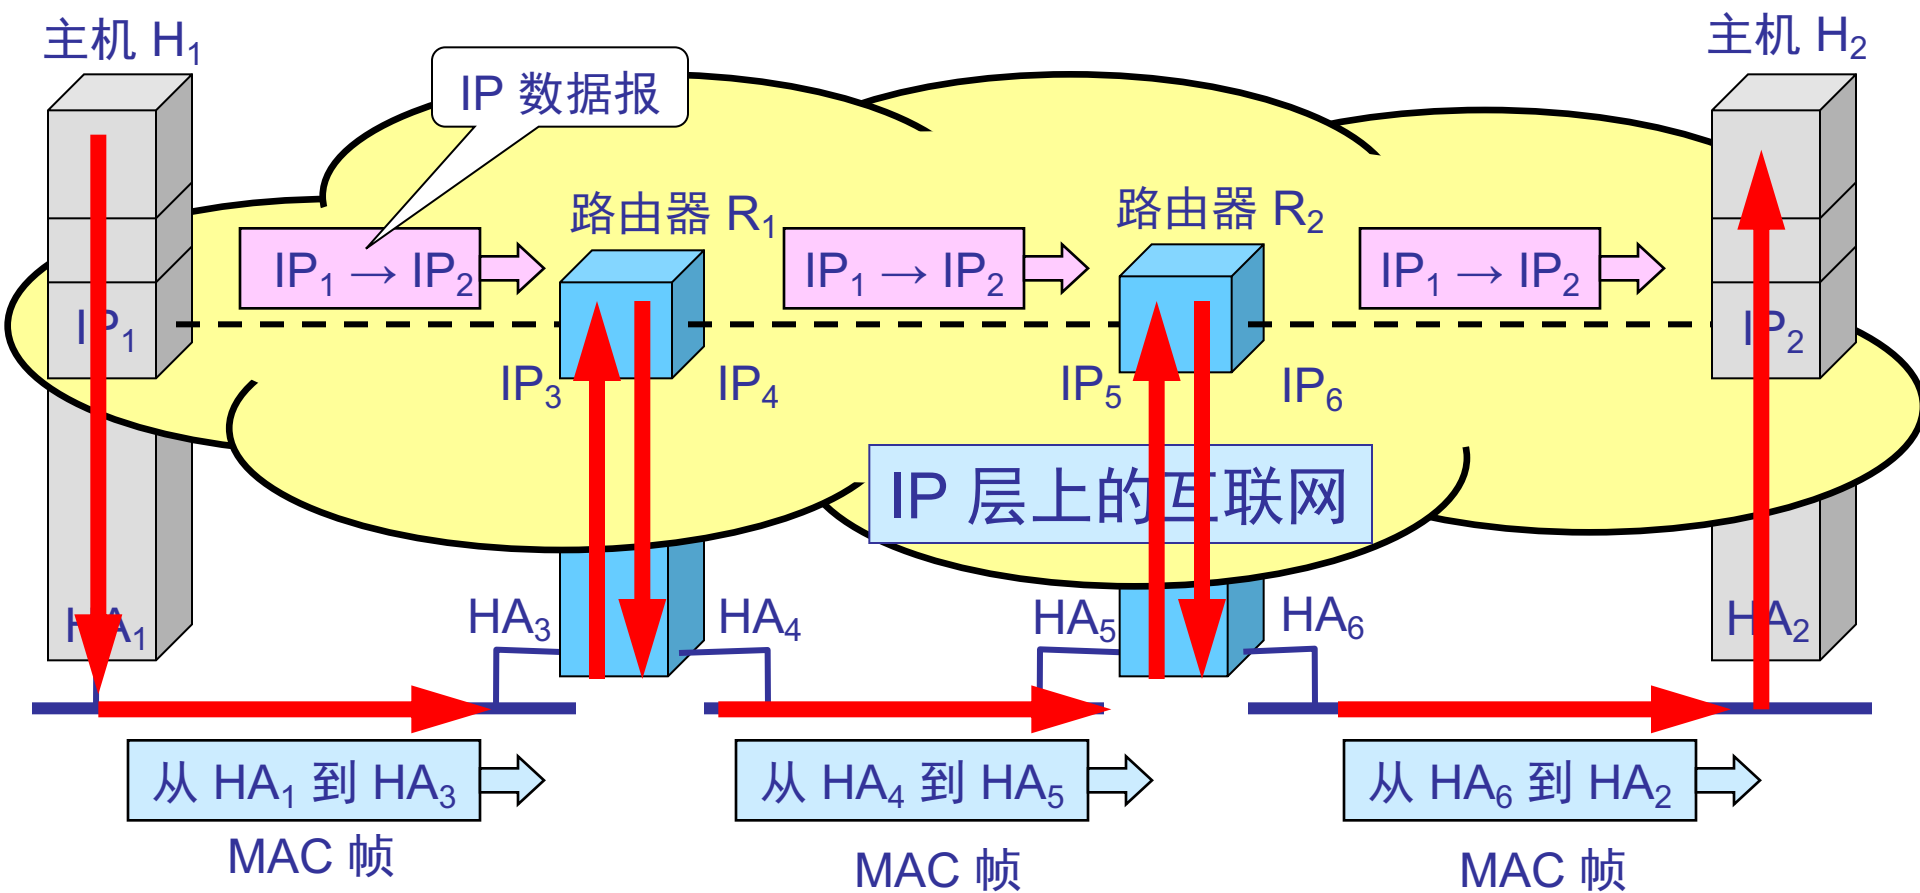 主机 H₁
主机 H₂
IP 数据报
路由器 R₁
路由器 R₂
IP₁ → IP₂
IP₁ → IP₂
IP₁ → IP₂
IP₁
IP₂
IP₃
IP₄
IP₅
IP₆
IP 层上的互联网
HA₁
HA₃
HA₄
HA₅
HA₆
HA₂
从 HA₁ 到 HA₃
从 HA₄ 到 HA₅
从 HA₆ 到 HA₂
MAC 帧
MAC 帧
MAC 帧